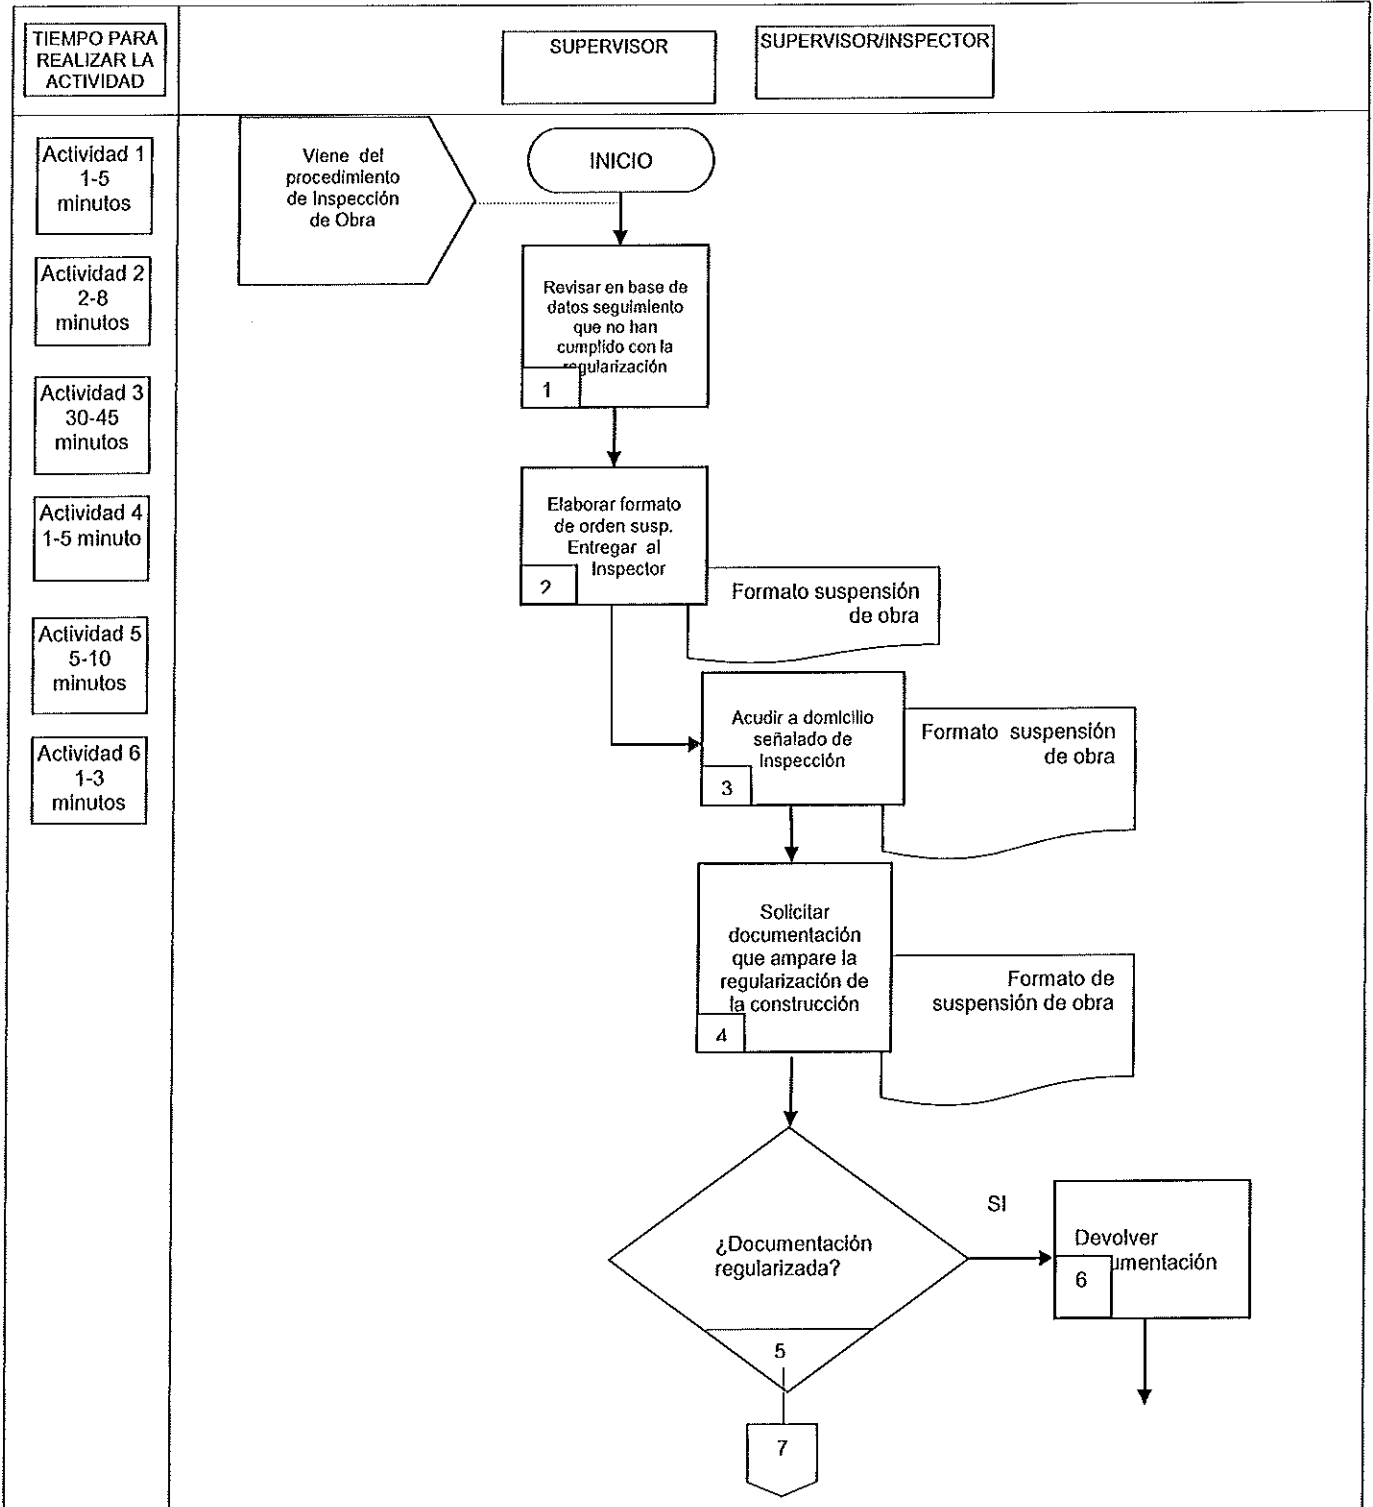 TIEMPO PARA
REALIZAR LA
ACTIVIDAD
SUPERVISOR
SUPERVISOR/INSPECTOR
Actividad 1
1-5
minutos
Actividad 2
2-8
minutos
Actividad 3
30-45
minutos
Actividad 4
1-5 minuto
Actividad 5
5-10
minutos
Actividad 6
1-3
minutos
Viene del
procedimiento
de Inspección
de Obra
INICIO
Revisar en base de
datos seguimiento
que no han
cumplido con la
regularización
1
Elaborar formato
de orden susp.
Entregar al
Inspector
2
Formato suspensión
de obra
Acudir a domicilio
señalado de
Inspección
3
Formato suspensión
de obra
Solicitar
documentación
que ampare la
regularización de
la construcción
4
Formato de
suspensión de obra
¿Documentación
regularizada?
5
SI
Devolver
umentación
6
7